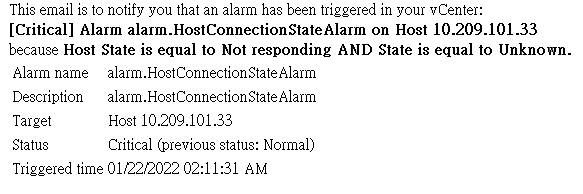 This email is to notify you that an alarm has been triggered in your vCenter:
[Critical] Alarm alarm.HostConnectionStateAlarm on Host 10.209.101.33
because Host State is equal to Not responding AND State is equal to Unknown.
Alarm name alarm.HostConnectionStateAlarm
Description alarm.HostConnectionStateAlarm
Target Host 10.209.101.33
Status Critical (previous status: Normal)
Triggered time 01/22/2022 02:11:31 AM